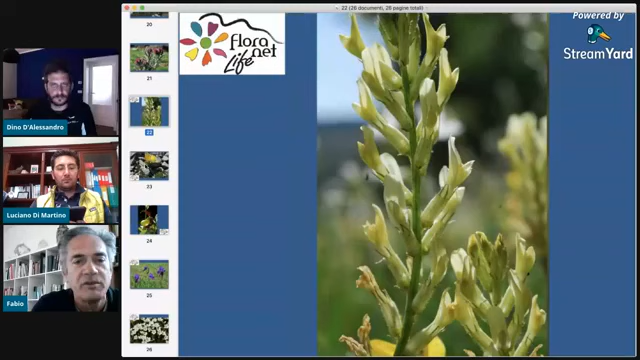 22 (26 documenti, 26 pagine totali)
Powered by
StreamYard
flora
net
Life
20
21
22
23
24
25
26
Dino D'Alessandro
Luciano Di Martino
Fabio